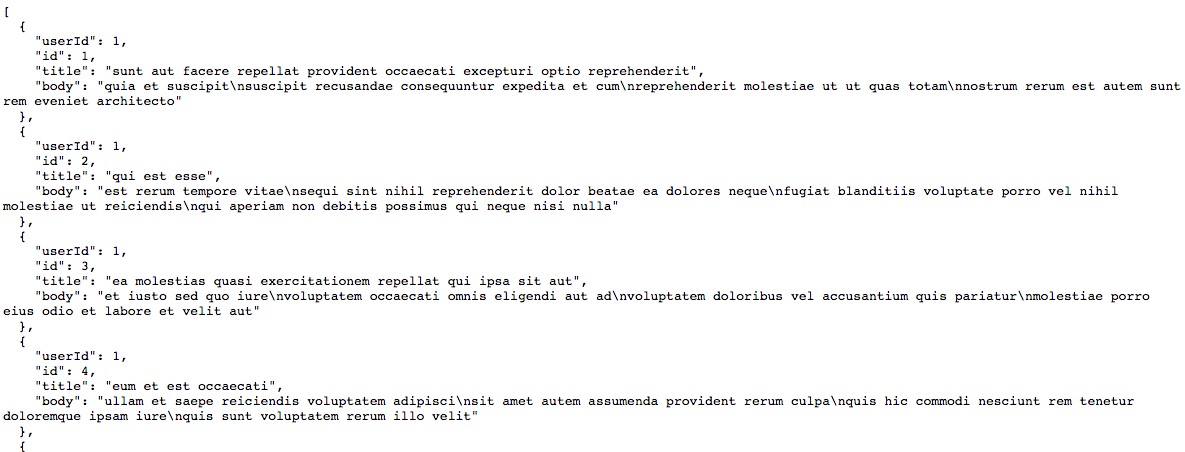 [
  {
    "userId": 1,
    "id": 1,
    "title": "sunt aut facere repellat provident occaecati excepturi optio reprehenderit",
    "body": "quia et suscipit\nsuscipit recusandae consequuntur expedita et cum\nreprehenderit molestiae ut ut quas totam\nnostrum rerum est autem sunt
rem eveniet architecto"
  },
  {
    "userId": 1,
    "id": 2,
    "title": "qui est esse",
    "body": "est rerum tempore vitae\nsequi sint nihil reprehenderit dolor beatae ea dolores neque\nfugiat blanditiis voluptate porro vel nihil
molestiae ut reiciendis\nqui aperiam non debitis possimus qui neque nisi nulla"
  },
  {
    "userId": 1,
    "id": 3,
    "title": "ea molestias quasi exercitationem repellat qui ipsa sit aut",
    "body": "et iusto sed quo iure\nvoluptatem occaecati omnis eligendi aut ad\nvoluptatem doloribus vel accusantium quis pariatur\nmolestiae porro
eius odio et labore et velit aut"
  },
  {
    "userId": 1,
    "id": 4,
    "title": "eum et est occaecati",
    "body": "ullam et saepe reiciendis voluptatem adipisci\nsit amet autem assumenda provident rerum culpa\nquis hic commodi nesciunt rem tenetur
doloremque ipsam iure\nquis sunt voluptatem rerum illo velit"
  },
  {